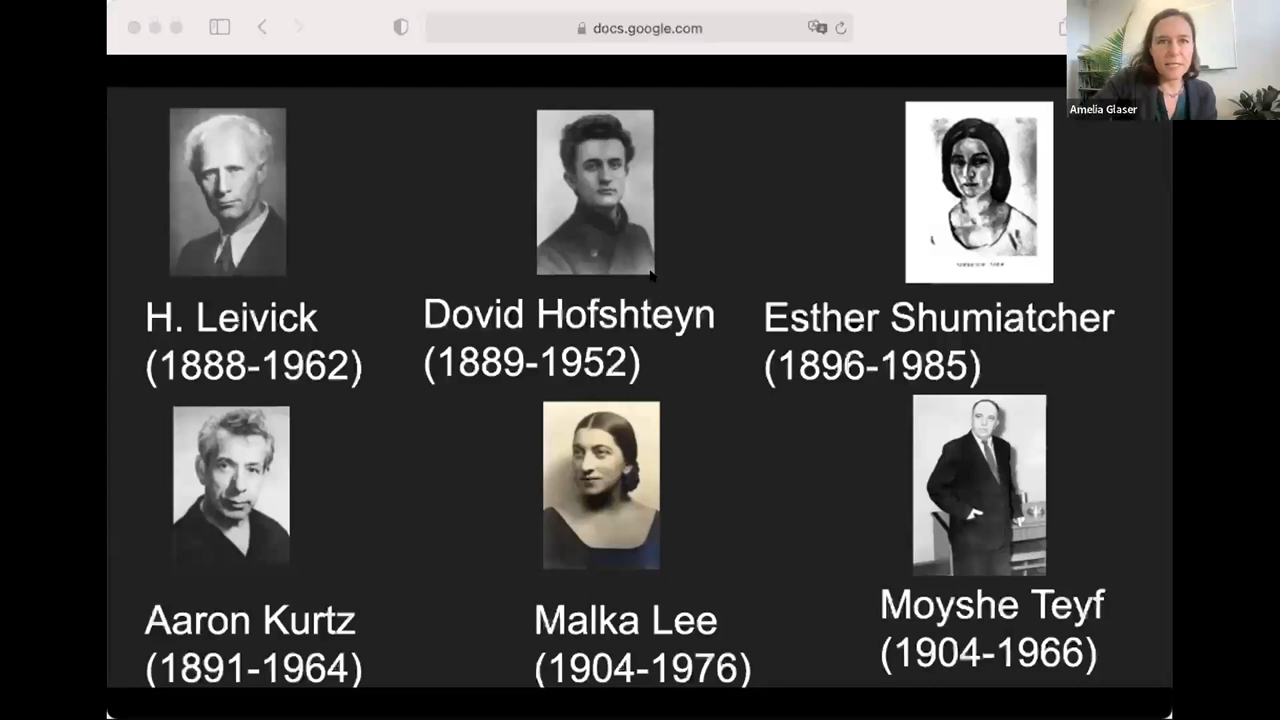 docs.google.com
Amelia Glaser
H. Leivick
(1888-1962)
Dovid Hofshteyn
(1889-1952)
Esther Shumiatcher
(1896-1985)
Aaron Kurtz
(1891-1964)
Malka Lee
(1904-1976)
Moyshe Teyf
(1904-1966)